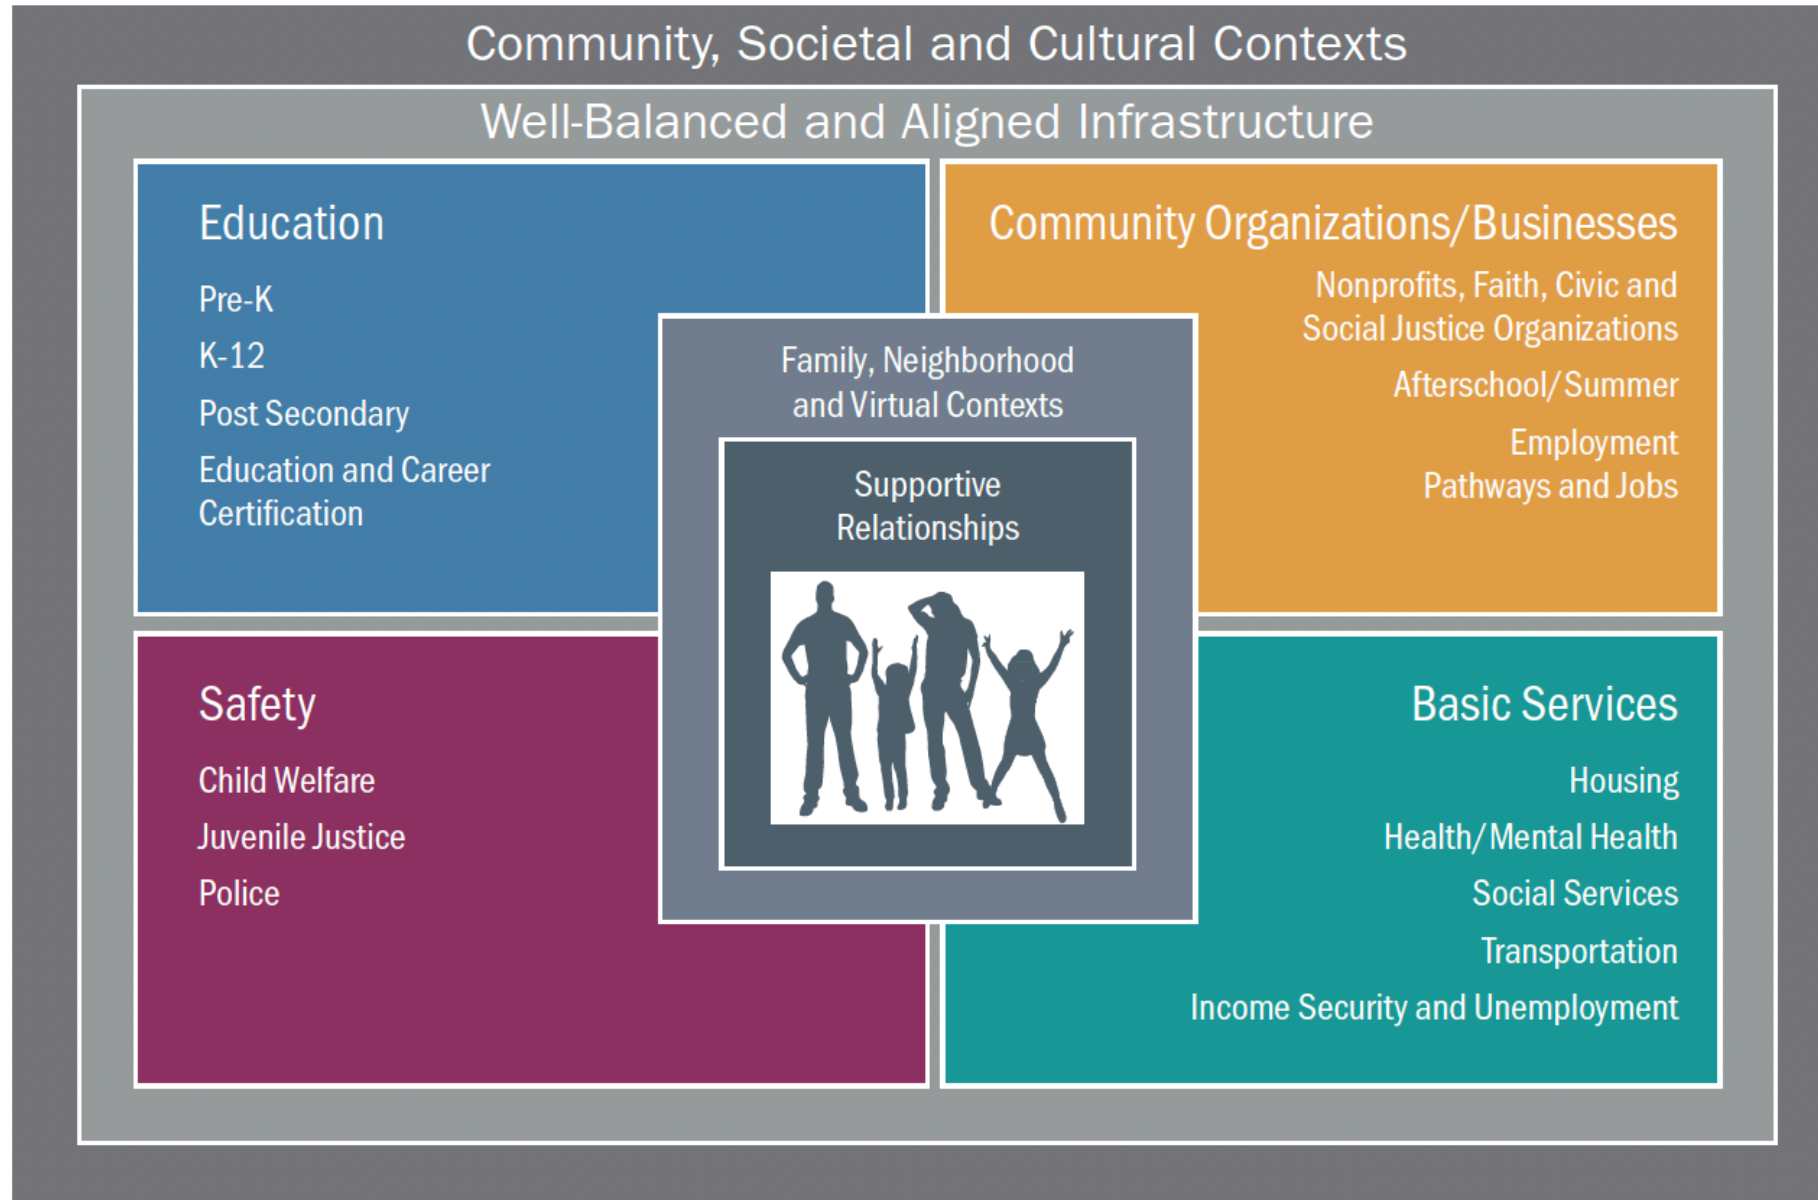 Community, Societal and Cultural Contexts
Well-Balanced and Aligned Infrastructure
Education
Pre-K
K-12
Post Secondary
Education and Career
Certification
Community Organizations/Businesses
Nonprofits, Faith, Civic and
Social Justice Organizations
Afterschool/Summer
Employment
Pathways and Jobs
Family, Neighborhood
and Virtual Contexts
Supportive
Relationships
Safety
Child Welfare
Juvenile Justice
Police
Basic Services
Housing
Health/Mental Health
Social Services
Transportation
Income Security and Unemployment